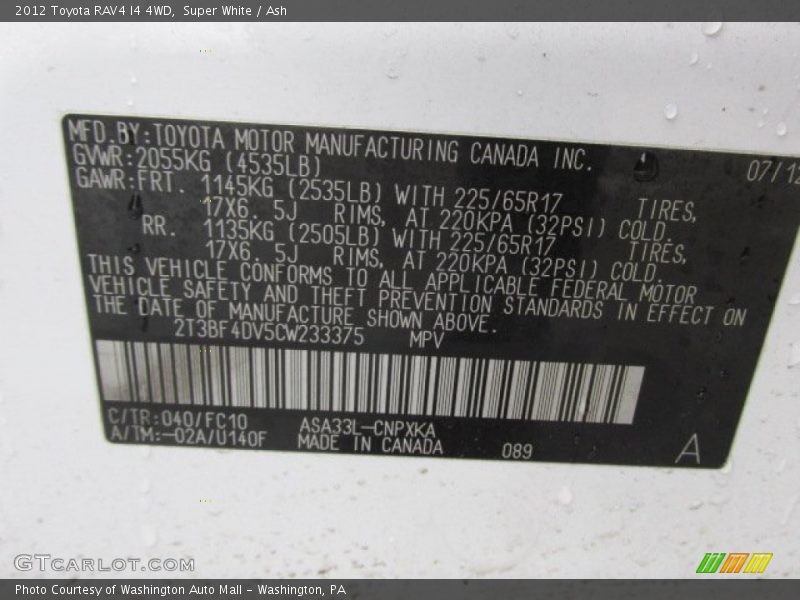 2012 Toyota RAV4 I4 4WD, Super White / Ash
MFD. BY: TOYOTA MOTOR MANUFACTURING CANADA INC. 07/12
GVWR: 2055KG (4535LB)
GAWR: FRT. 1145KG (2535LB) WITH 225/65R17 TIRES,
17X6. 5J RIMS, AT 220KPA (32PSI) COLD.
RR. 1135KG (2505LB) WITH 225/65R17 TIRES,
17X6. 5J RIMS, AT 220KPA (32PSI) COLD.
THIS VEHICLE CONFORMS TO ALL APPLICABLE FEDERAL MOTOR
VEHICLE SAFETY AND THEFT PREVENTION STANDARDS IN EFFECT ON
THE DATE OF MANUFACTURE SHOWN ABOVE.
2T3BF4DV5CW233375 MPV
C/TR:040/FC10 ASA33L-CNPXKA
A/TM:-02A/U140F MADE IN CANADA 089 A
GTCARLOT.COM
Photo Courtesy of Washington Auto Mall - Washington, PA